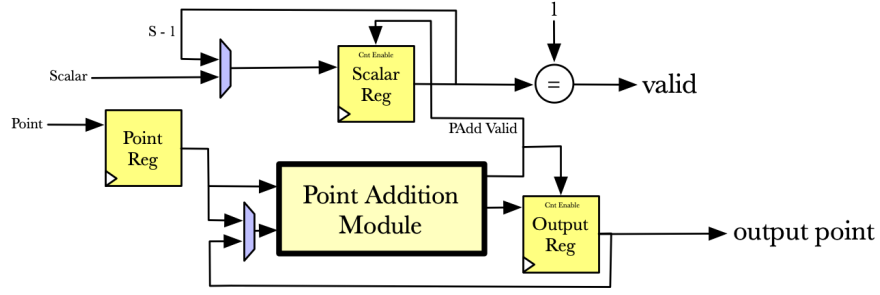 1
S - 1
Cnt Enable
Scalar
Reg
Scalar
=
valid
Point
Point
Reg
PAdd Valid
Point Addition
Module
Cnt Enable
Output
Reg
output point